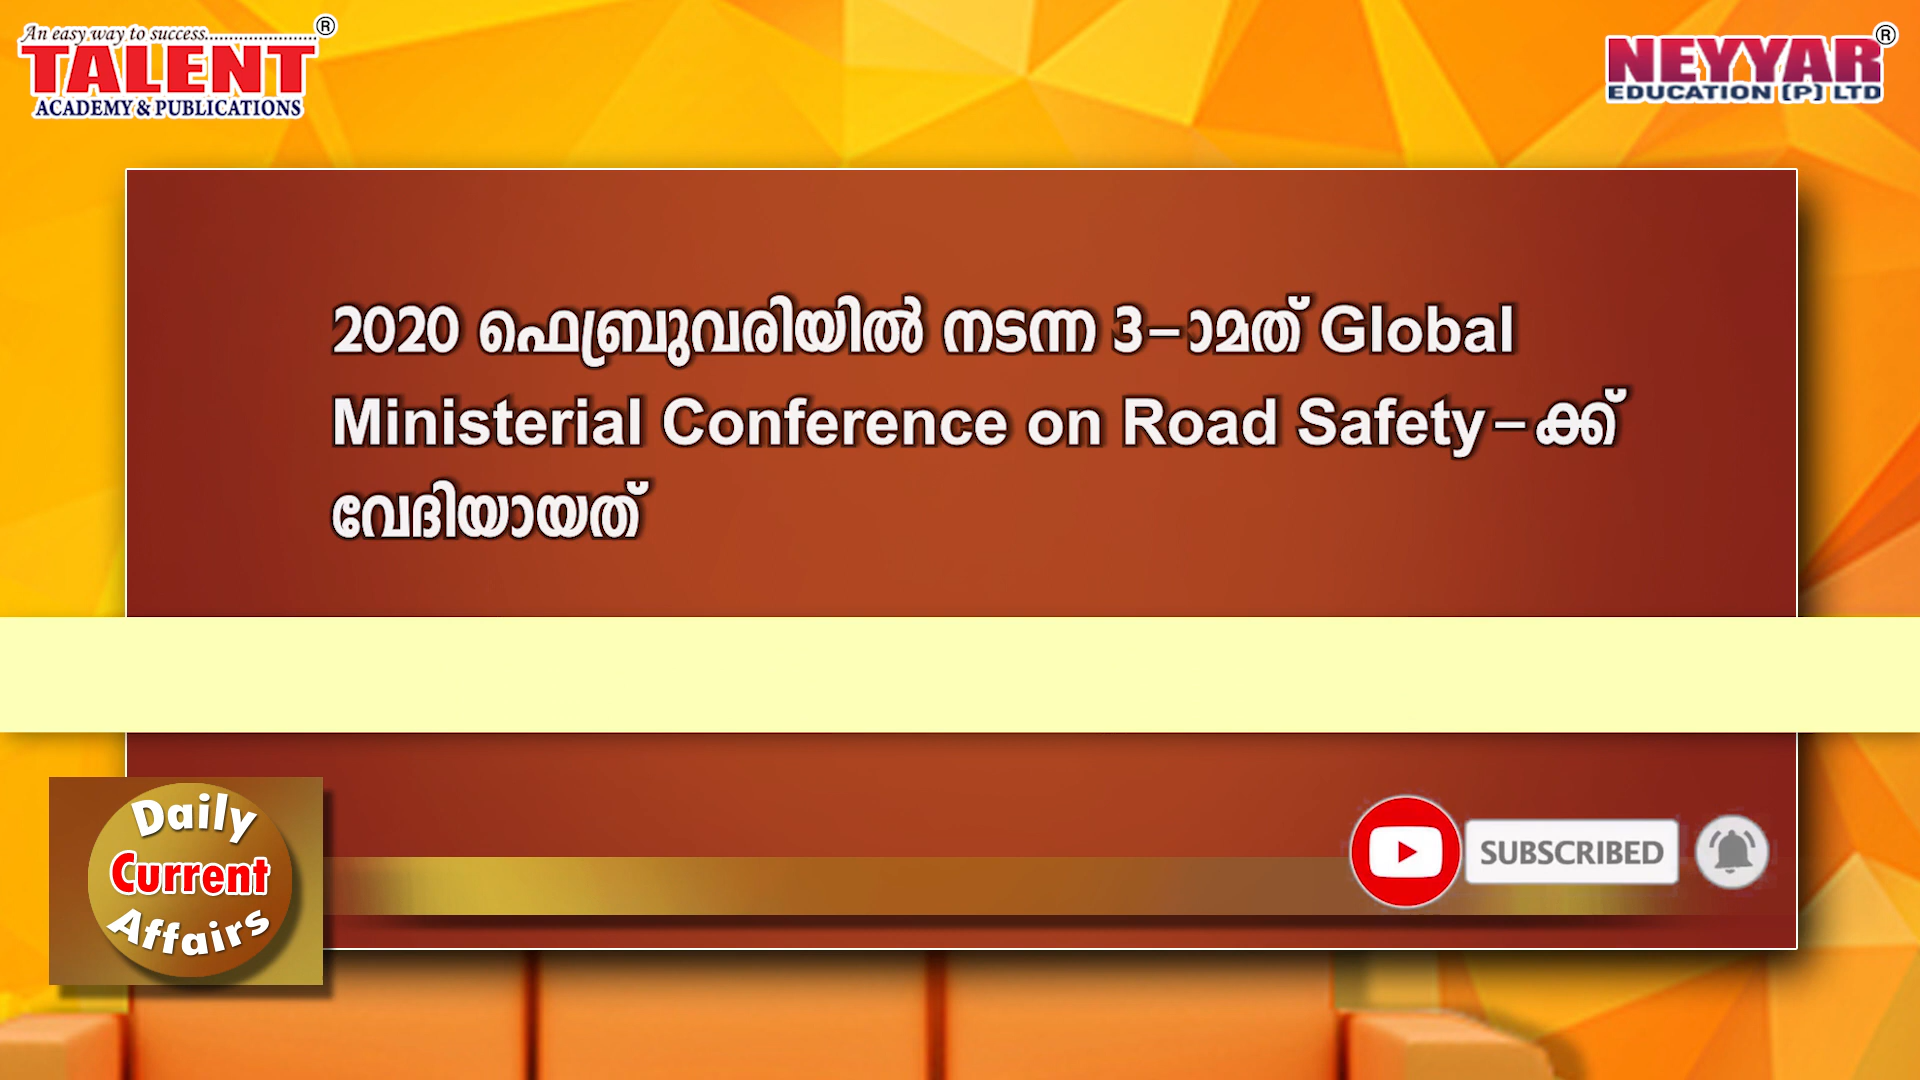 An easy way to success.......................®
TALENT
ACADEMY & PUBLICATIONS
NEYYAR®
EDUCATION (P) LTD
2020 ഫെബ്രുവരിയിൽ നടന്ന 3-ാമത് Global
Ministerial Conference on Road Safety-ക്ക്
വേദിയായത്
Daily
Current
Affairs
SUBSCRIBED